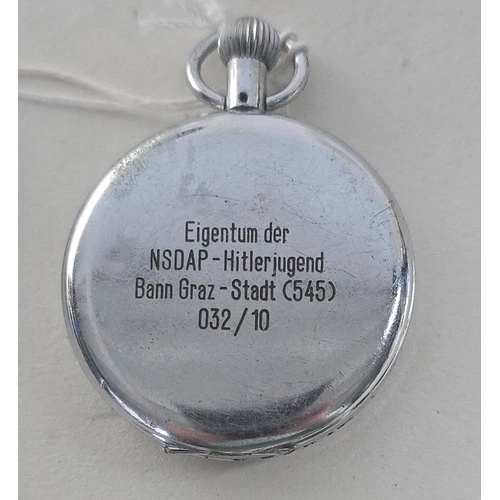 Eigentum der
NSDAP-Hitlerjugend
Bann Graz-Stadt (545)
032/10